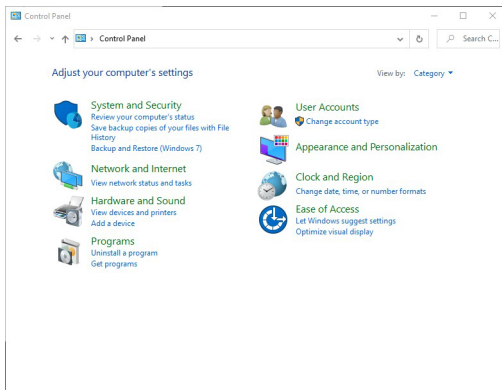 Control Panel
Control Panel
Search C...
Adjust your computer's settings
View by: Category
System and Security
Review your computer's status
Save backup copies of your files with File
History
Backup and Restore (Windows 7)
Network and Internet
View network status and tasks
Hardware and Sound
View devices and printers
Add a device
Programs
Uninstall a program
Get programs
User Accounts
Change account type
Appearance and Personalization
Clock and Region
Change date, time, or number formats
Ease of Access
Let Windows suggest settings
Optimize visual display